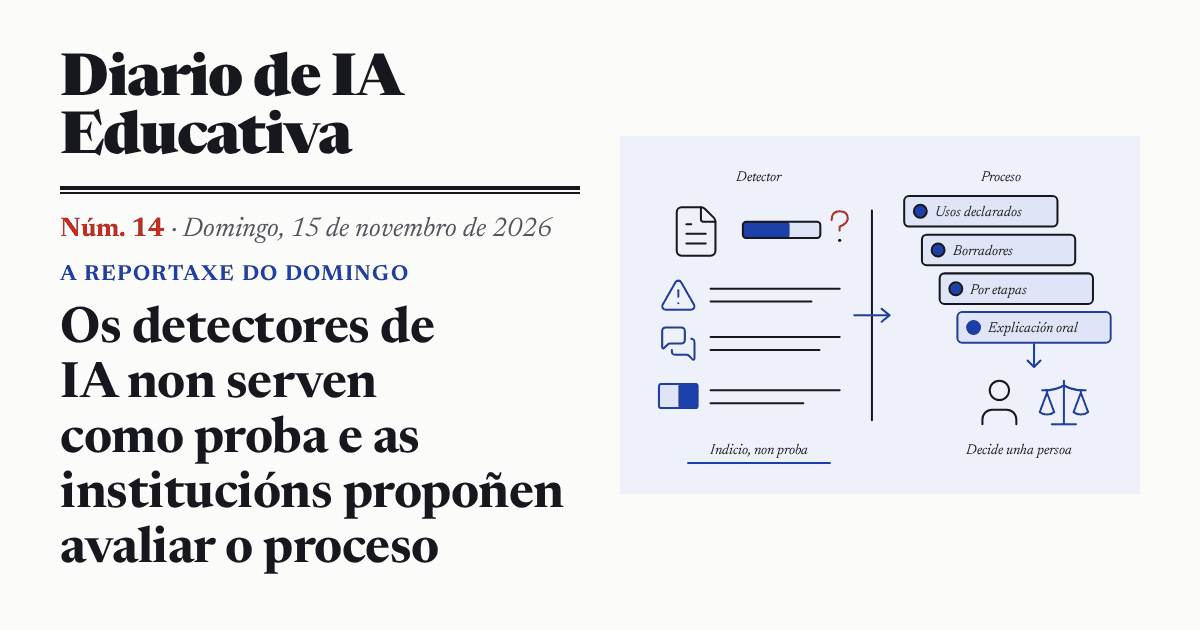 Diario de IA
Educativa
Núm. 14 · Domingo, 15 de novembro de 2026
A REPORTAXE DO DOMINGO
Os detectores de
IA non serven
como proba e as
institucións propoñen
avaliar o proceso
Detector
?
Indicio, non proba
Proceso
Usos declarados
Borradores
Por etapas
Explicación oral
Decide unha persoa